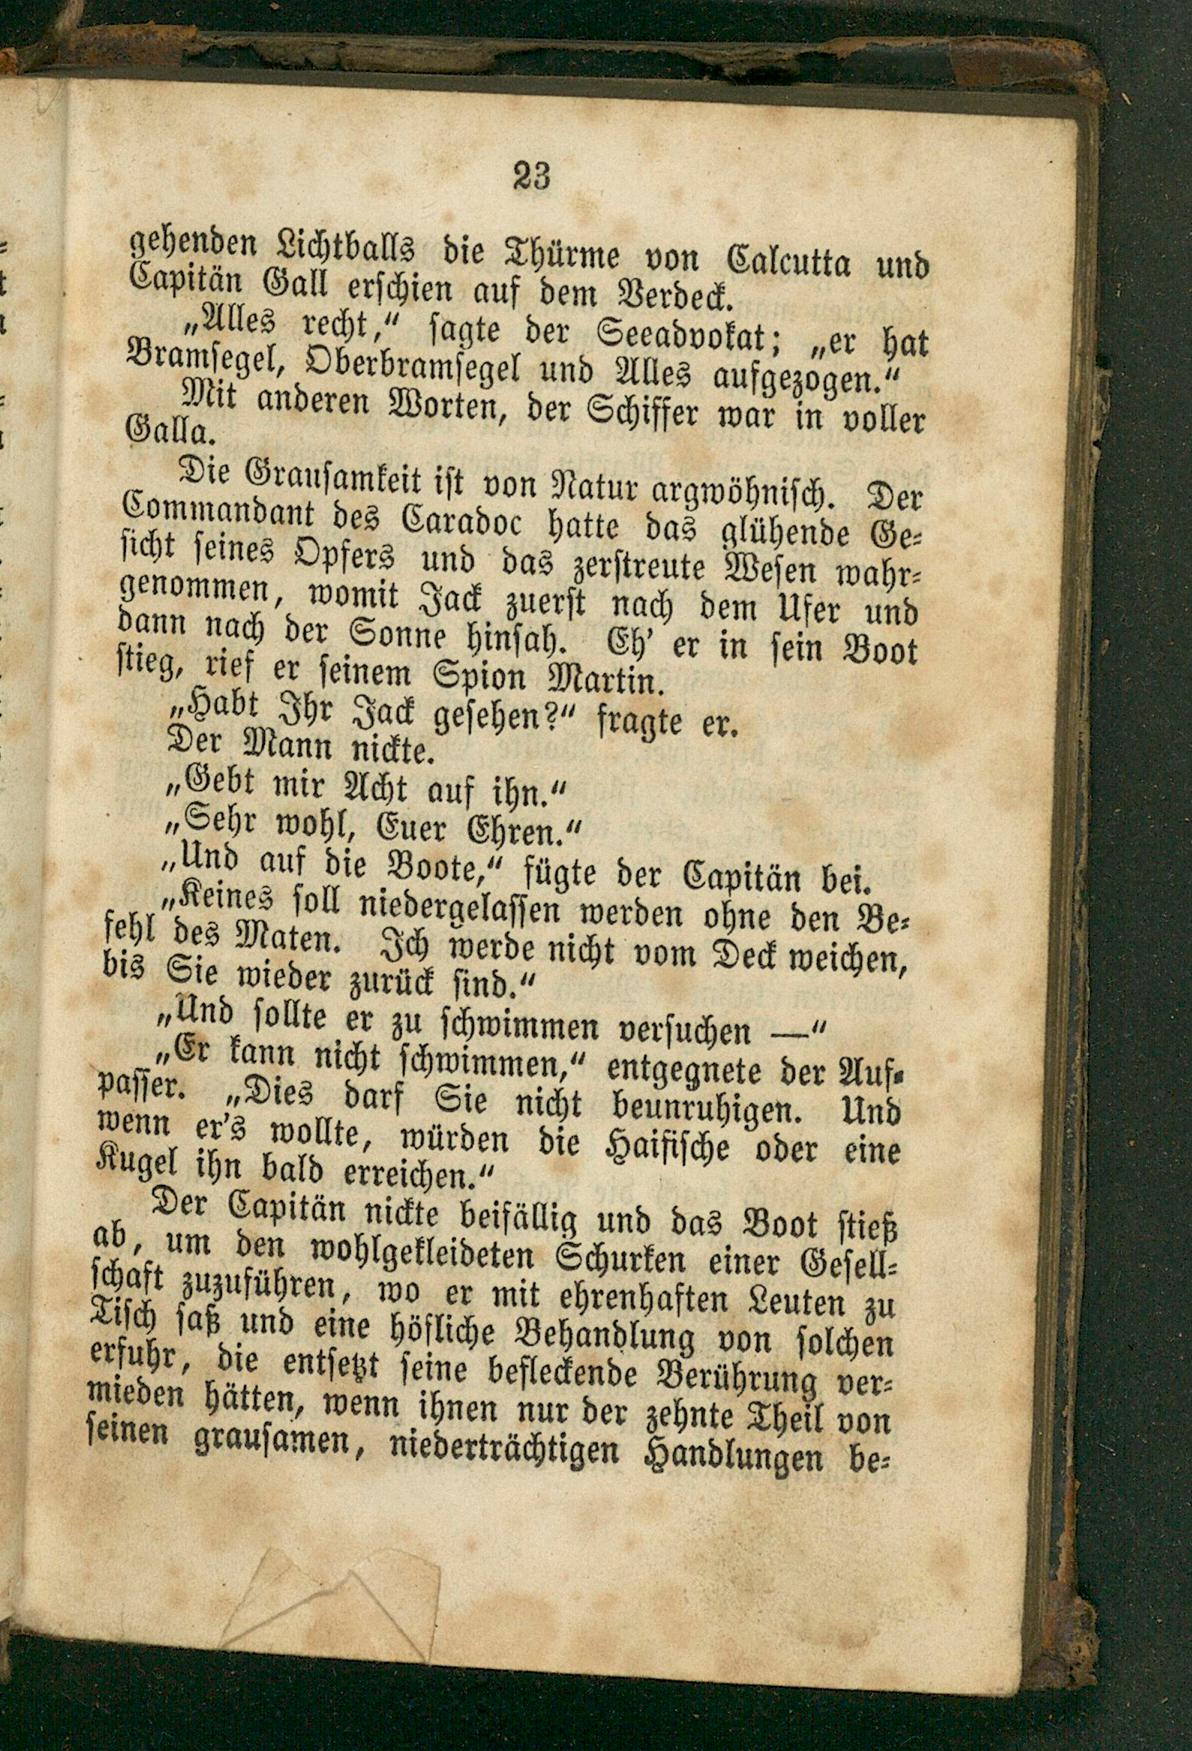 23
gehenden Lichtballs die Thürme von Calcutta und
Capitän Gall erschien auf dem Verdeck.
„Alles recht,“ sagte der Seeadvokat; „er hat
Bramsegel, Oberbramsegel und Alles aufgezogen.“
Mit anderen Worten, der Schiffer war in voller
Galla.
Die Grausamkeit ist von Natur argwöhnisch. Der
Commandant des Caradoc hatte das glühende Ge-
sicht seines Opfers und das zerstreute Wesen wahr-
genommen, womit Jack zuerst nach dem Ufer und
dann nach der Sonne hinsah. Eh' er in sein Boot
stieg, rief er seinem Spion Martin.
„Habt Ihr Jack gesehen?“ fragte er.
Der Mann nickte.
„Gebt mir Acht auf ihn.“
„Sehr wohl, Euer Ehren.“
„Und auf die Boote,“ fügte der Capitän bei.
„Keines soll niedergelassen werden ohne den Be-
fehl des Maten. Ich werde nicht vom Deck weichen,
bis Sie wieder zurück sind.“
„Und sollte er zu schwimmen versuchen —“
„Er kann nicht schwimmen,“ entgegnete der Auf-
passer. „Dies darf Sie nicht beunruhigen. Und
wenn er's wollte, würden die Haifische oder eine
Kugel ihn bald erreichen.“
Der Capitän nickte beifällig und das Boot stieß
ab, um den wohlgekleideten Schurken einer Gesell-
schaft zuzuführen, wo er mit ehrenhaften Leuten zu
Tisch saß und eine höfliche Behandlung von solchen
erfuhr, die entsetzt seine befleckende Berührung ver-
mieden hätten, wenn ihnen nur der zehnte Theil von
seinen grausamen, niederträchtigen Handlungen be-